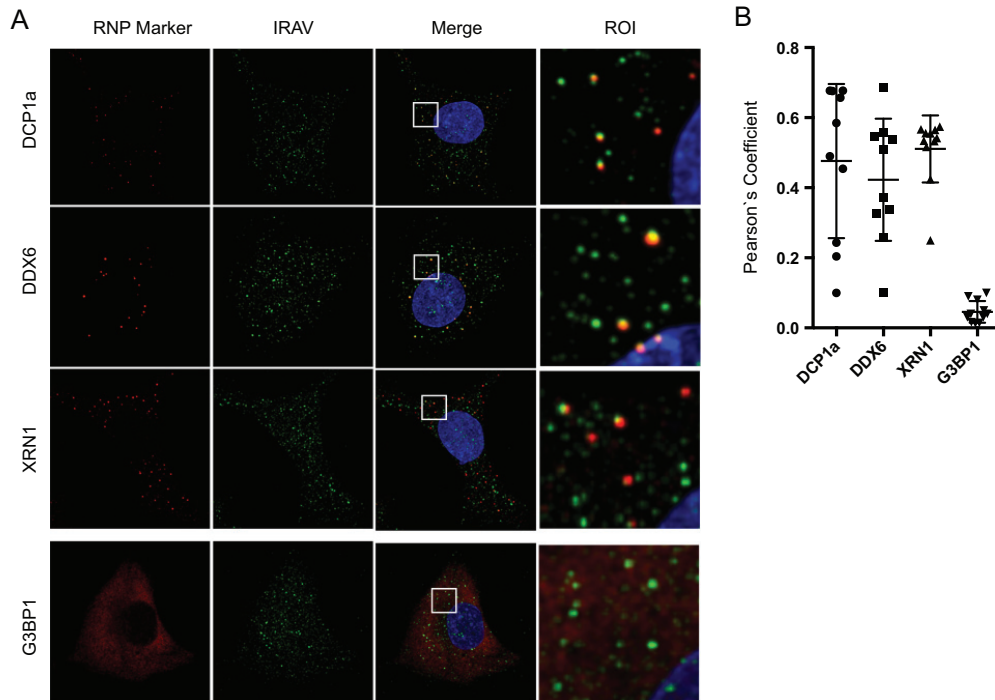 A
RNP Marker IRAV Merge ROI
DCP1a
DDX6
XRN1
G3BP1
B
Pearson`s Coefficient
0.8
0.6
0.4
0.2
0.0
DCP1a DDX6 XRN1 G3BP1